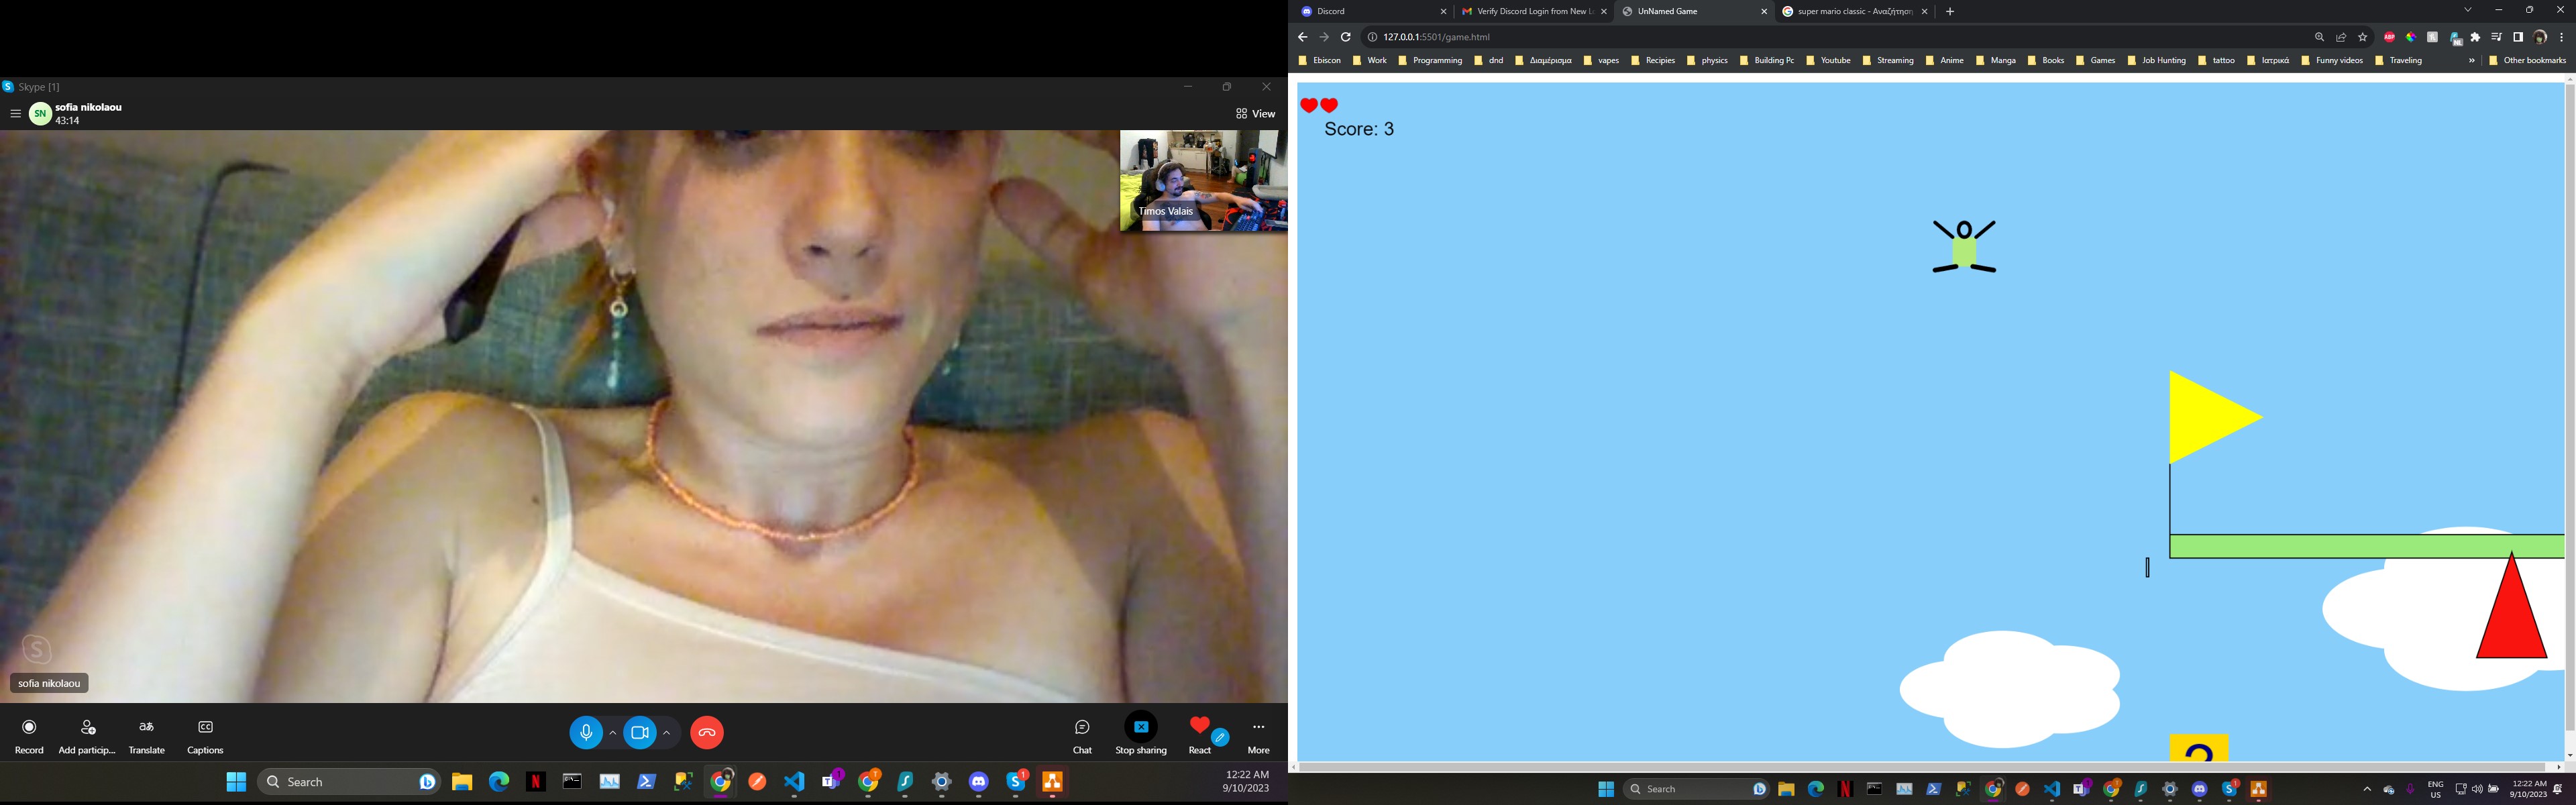 Skype [1]
SN
sofia nikolaou
43:14
View
Timos Valais
S
sofia nikolaou
Record
Add particip...
aあ
Translate
CC
Captions
Chat
Stop sharing
React
More
Search
12:22 AM
9/10/2023
Discord
Verify Discord Login from New L
UnNamed Game
super mario classic - Αναζήτηση
127.0.0.1:5501/game.html
ABP
Ebiscon
Work
Programming
dnd
Διαμέρισμα
vapes
Recipies
physics
Building Pc
Youtube
Streaming
Anime
Manga
Books
Games
Job Hunting
tattoo
Ιατρικά
Funny videos
Traveling
»
Other bookmarks
Score: 3
?
Search
ENG
US
12:22 AM
9/10/2023